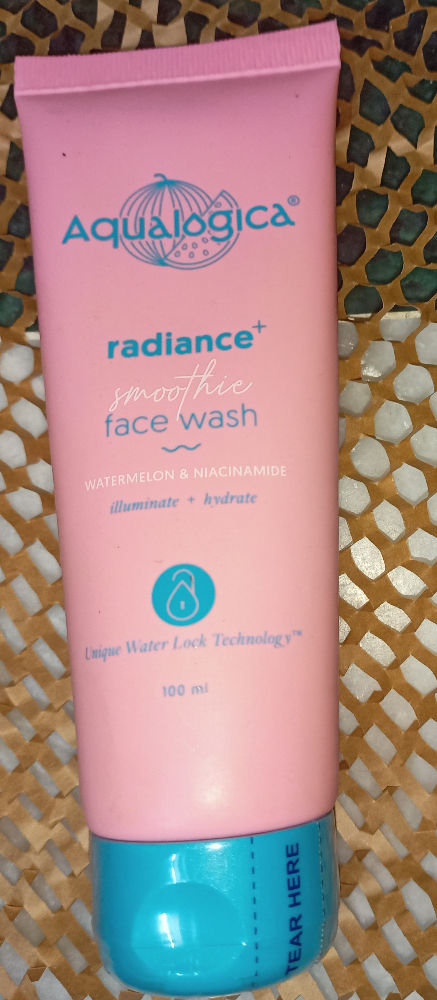 Aqualogica®
radiance+
smoothie
face wash
WATERMELON & NIACINAMIDE
illuminate + hydrate
Unique Water Lock Technology™
100 ml
TEAR HERE